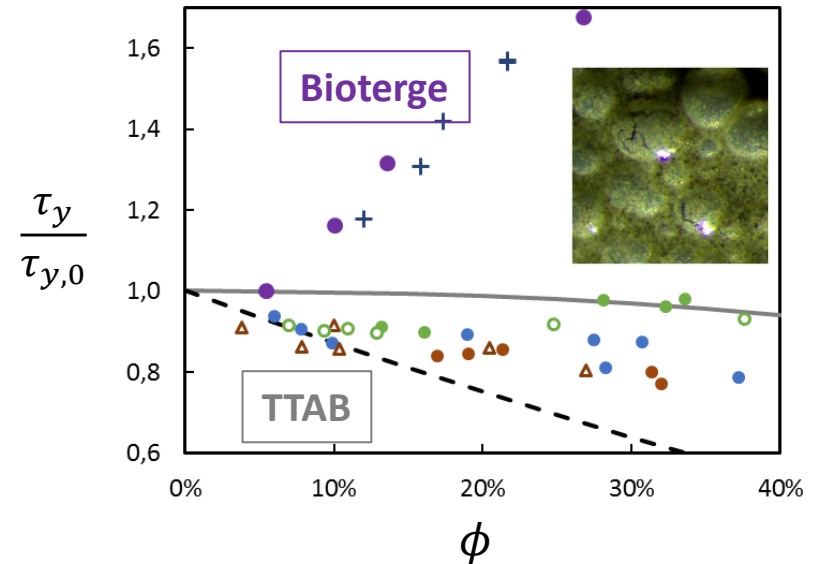 1,6
1,4
1,2
1,0
0,8
0,6
τy
τy,0
Bioterge
TTAB
0% 10% 20% 30% 40%
ϕ